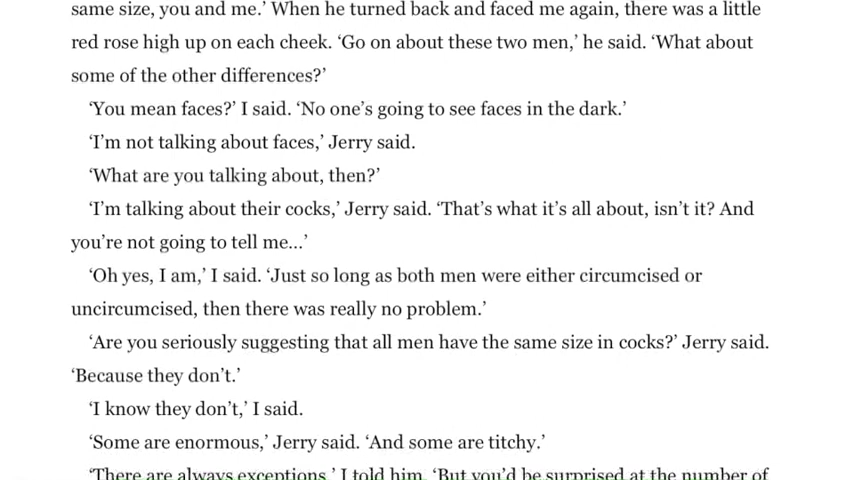 same size, you and me.’ When he turned back and faced me again, there was a little
red rose high up on each cheek. ‘Go on about these two men,’ he said. ‘What about
some of the other differences?’
‘You mean faces?’ I said. ‘No one’s going to see faces in the dark.’
‘I’m not talking about faces,’ Jerry said.
‘What are you talking about, then?’
‘I’m talking about their cocks,’ Jerry said. ‘That’s what it’s all about, isn’t it? And
you’re not going to tell me...’
‘Oh yes, I am,’ I said. ‘Just so long as both men were either circumcised or
uncircumcised, then there was really no problem.’
‘Are you seriously suggesting that all men have the same size in cocks?’ Jerry said.
‘Because they don’t.’
‘I know they don’t,’ I said.
‘Some are enormous,’ Jerry said. ‘And some are titchy.’
‘There are always exceptions,’ I told him. ‘But you’d be surprised at the number of